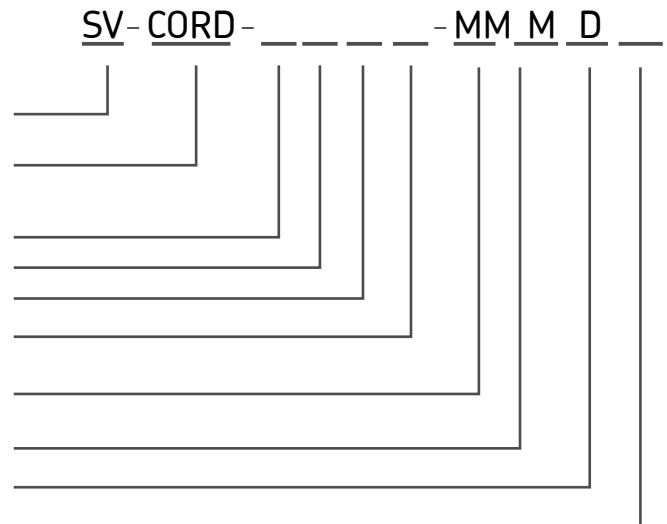 SV-CORD- _ _ _ _ -MM M D _